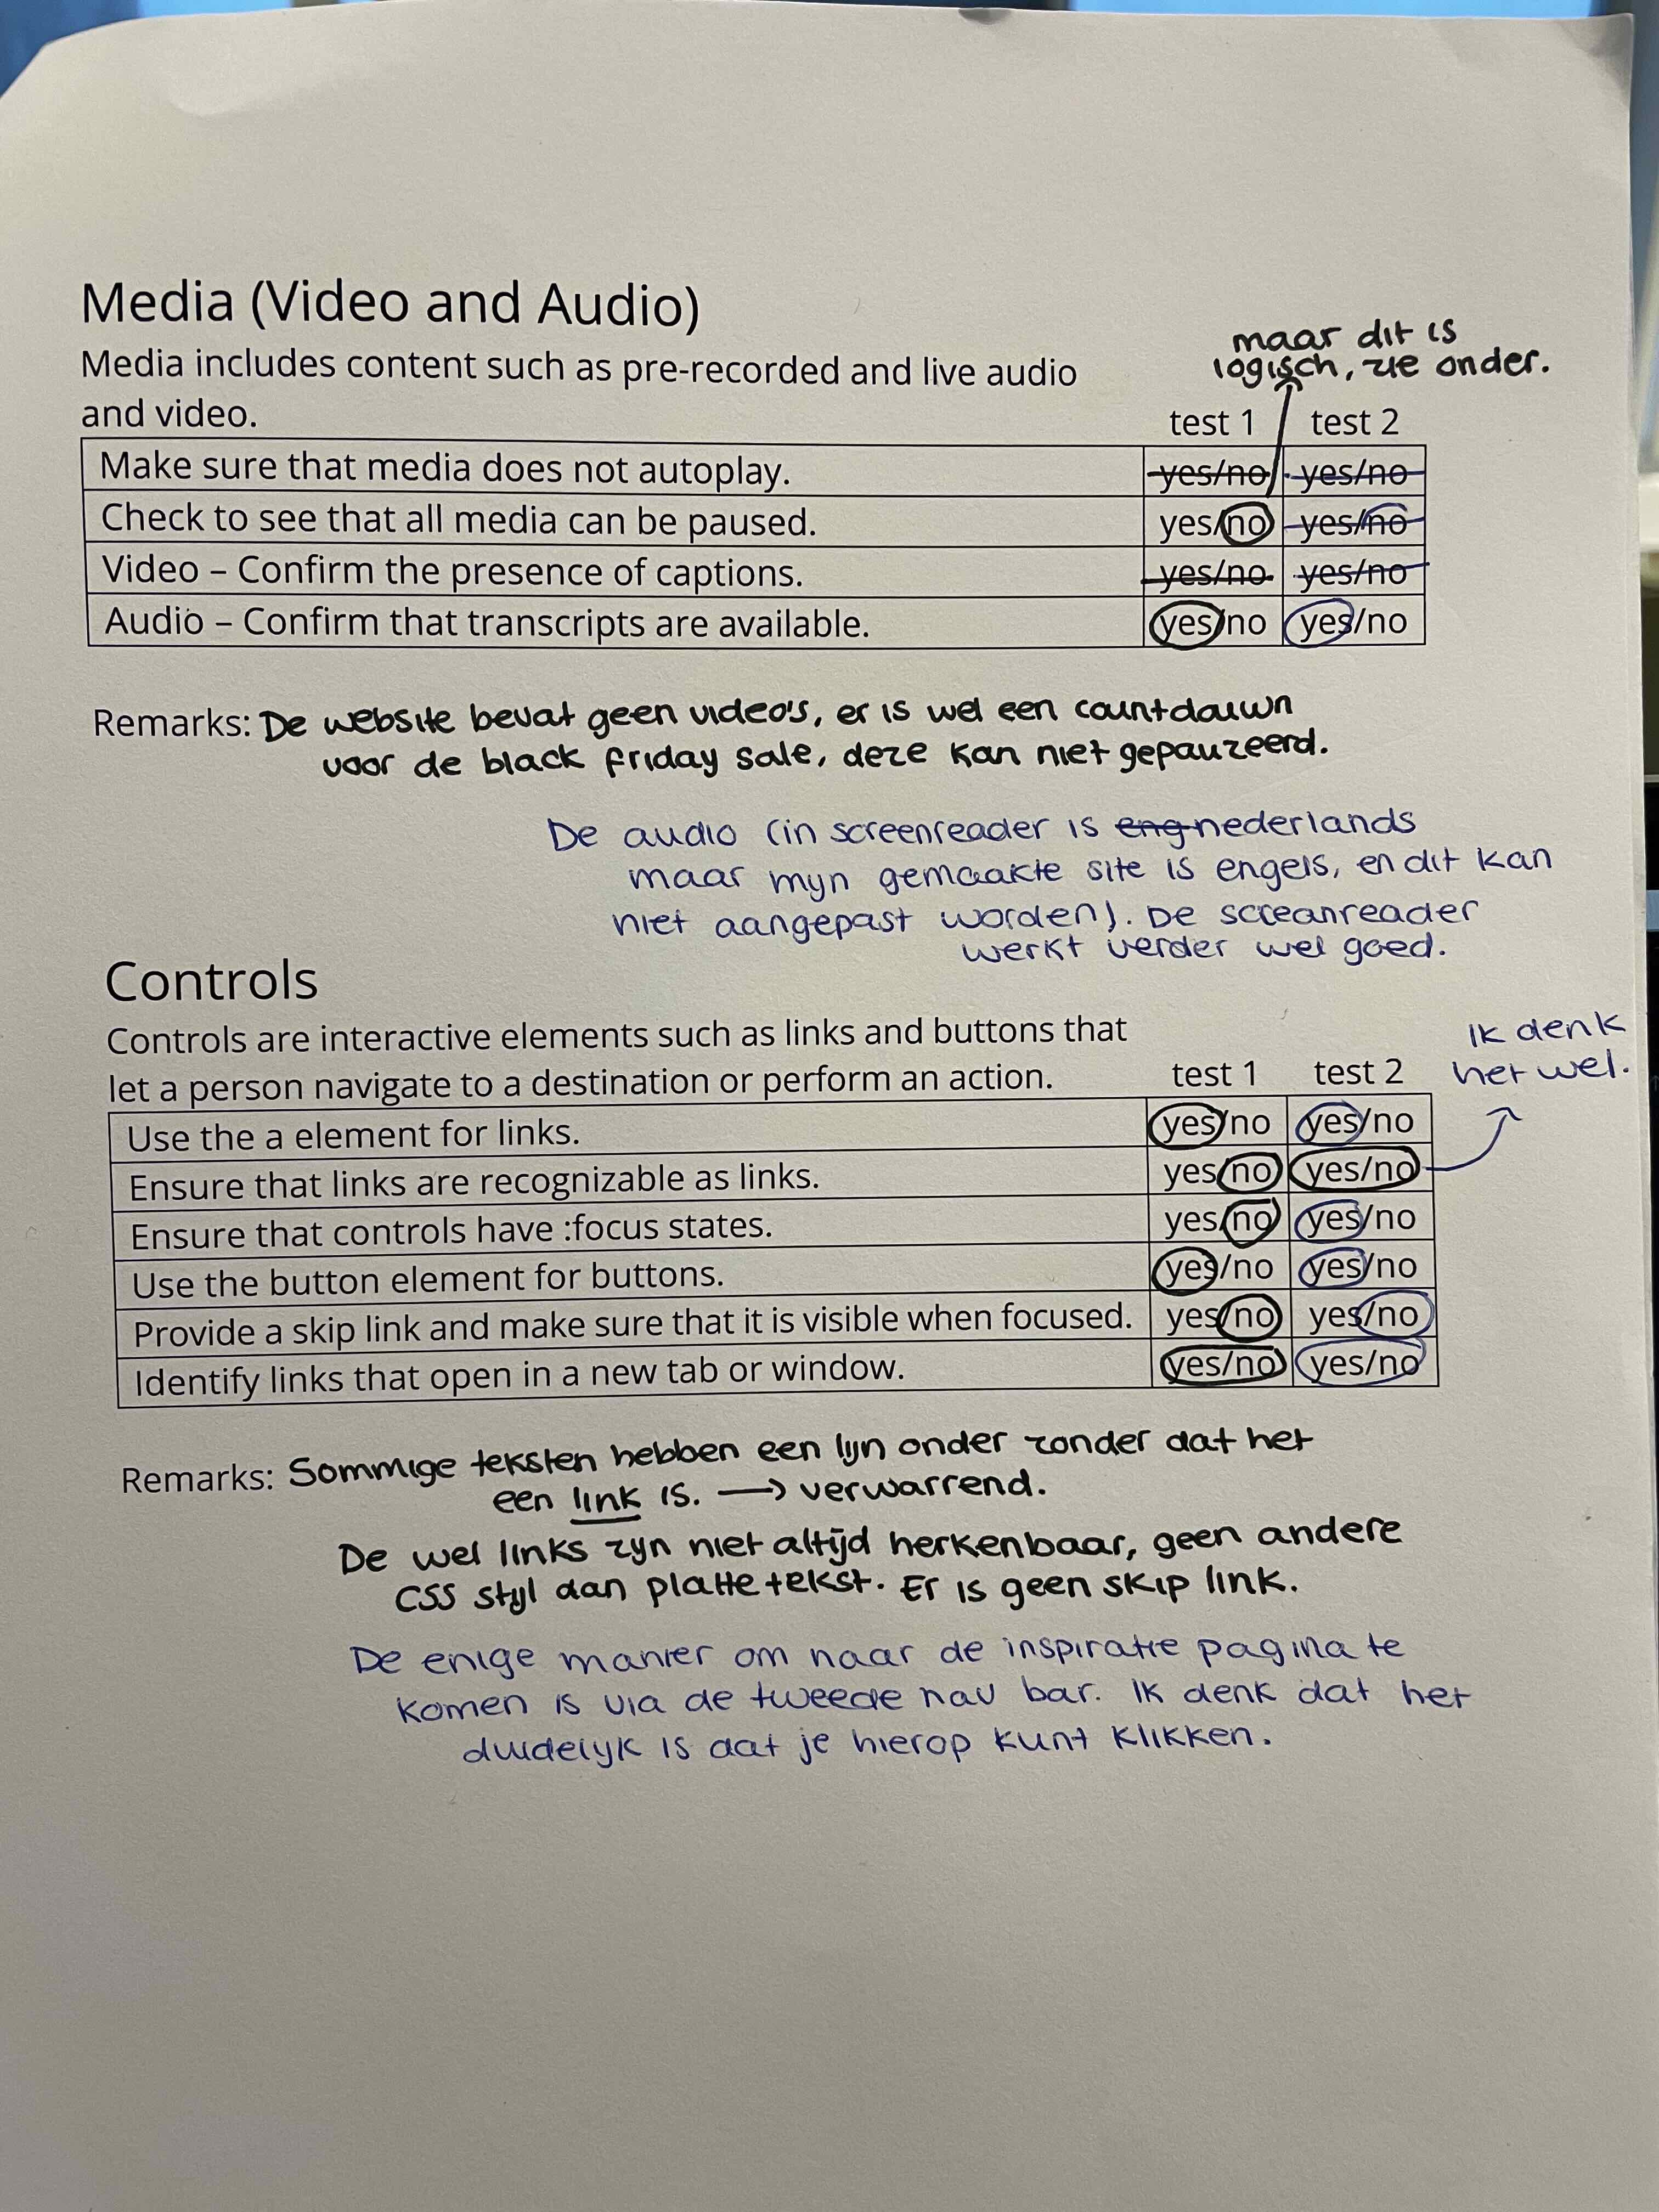 Media (Video and Audio)
Media includes content such as pre-recorded and live audio
and video.
maar dit is
logisch, zie onder.
test 1 test 2
Make sure that media does not autoplay. yes/no yes/no
Check to see that all media can be paused. yes/no yes/no
Video – Confirm the presence of captions. yes/no yes/no
Audio – Confirm that transcripts are available. yes/no yes/no
Remarks: De website bevat geen video's, er is wel een countdouwn
voor de black friday sale, deze kan niet gepauzeerd.
De audio (in screenreader is eng nederlands
maar mijn gemaakte site is engels, en dit kan
niet aangepast worden). De screanreader
werkt verder wel goed.
Controls
Controls are interactive elements such as links and buttons that
let a person navigate to a destination or perform an action. test 1 test 2
Ik denk
het wel.
Use the a element for links. yes/no yes/no
Ensure that links are recognizable as links. yes/no yes/no
Ensure that controls have :focus states. yes/no yes/no
Use the button element for buttons. yes/no yes/no
Provide a skip link and make sure that it is visible when focused. yes/no yes/no
Identify links that open in a new tab or window. yes/no yes/no
Remarks: Sommige teksten hebben een lijn onder zonder dat het
een link is. → verwarrend.
De wel links zijn niet altijd herkenbaar, geen andere
CSS stijl dan platte tekst. Er is geen skip link.
De enige manier om naar de inspiratie pagina te
komen is via de tweede nav bar. Ik denk dat het
duidelijk is dat je hierop kunt klikken.